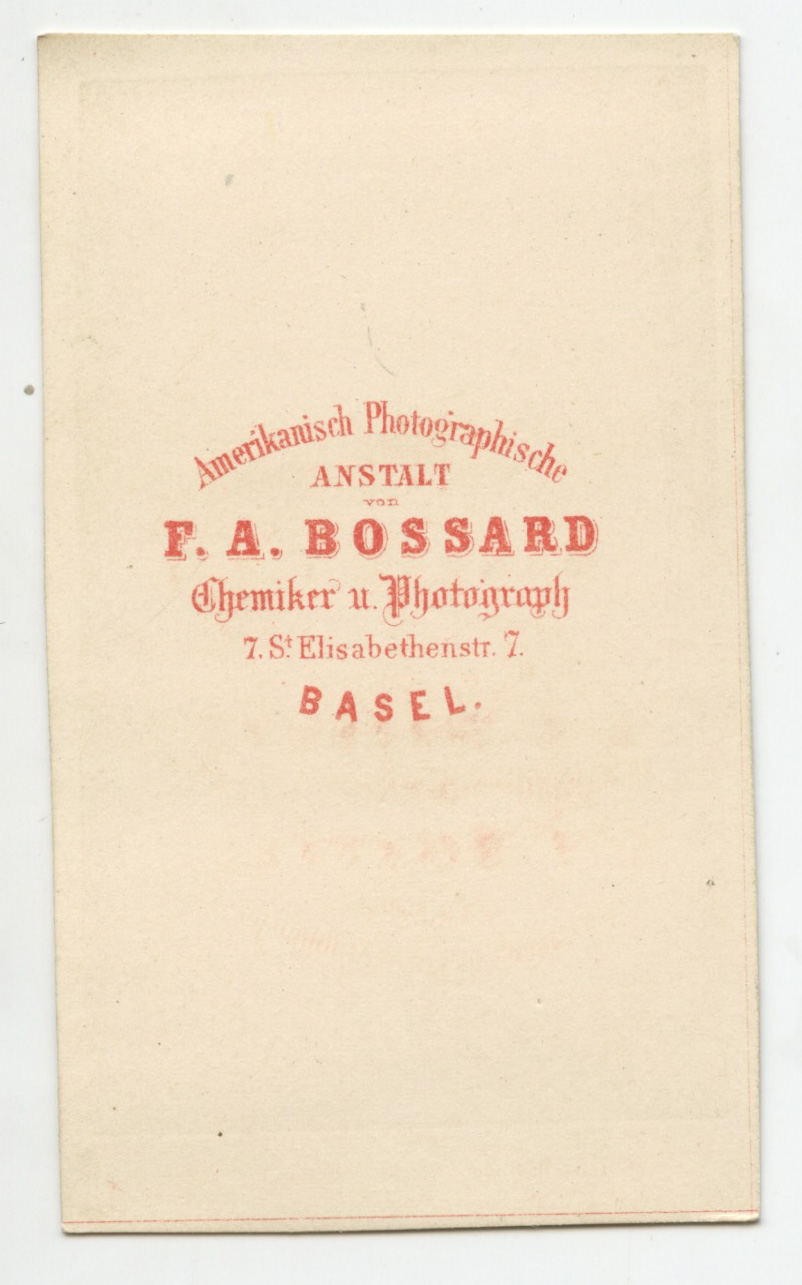 Amerikanisch Photographische
ANSTALT
von
F. A. BOSSARD
Chemiker u. Photograph
7. St Elisabethenstr. 7.
BASEL.